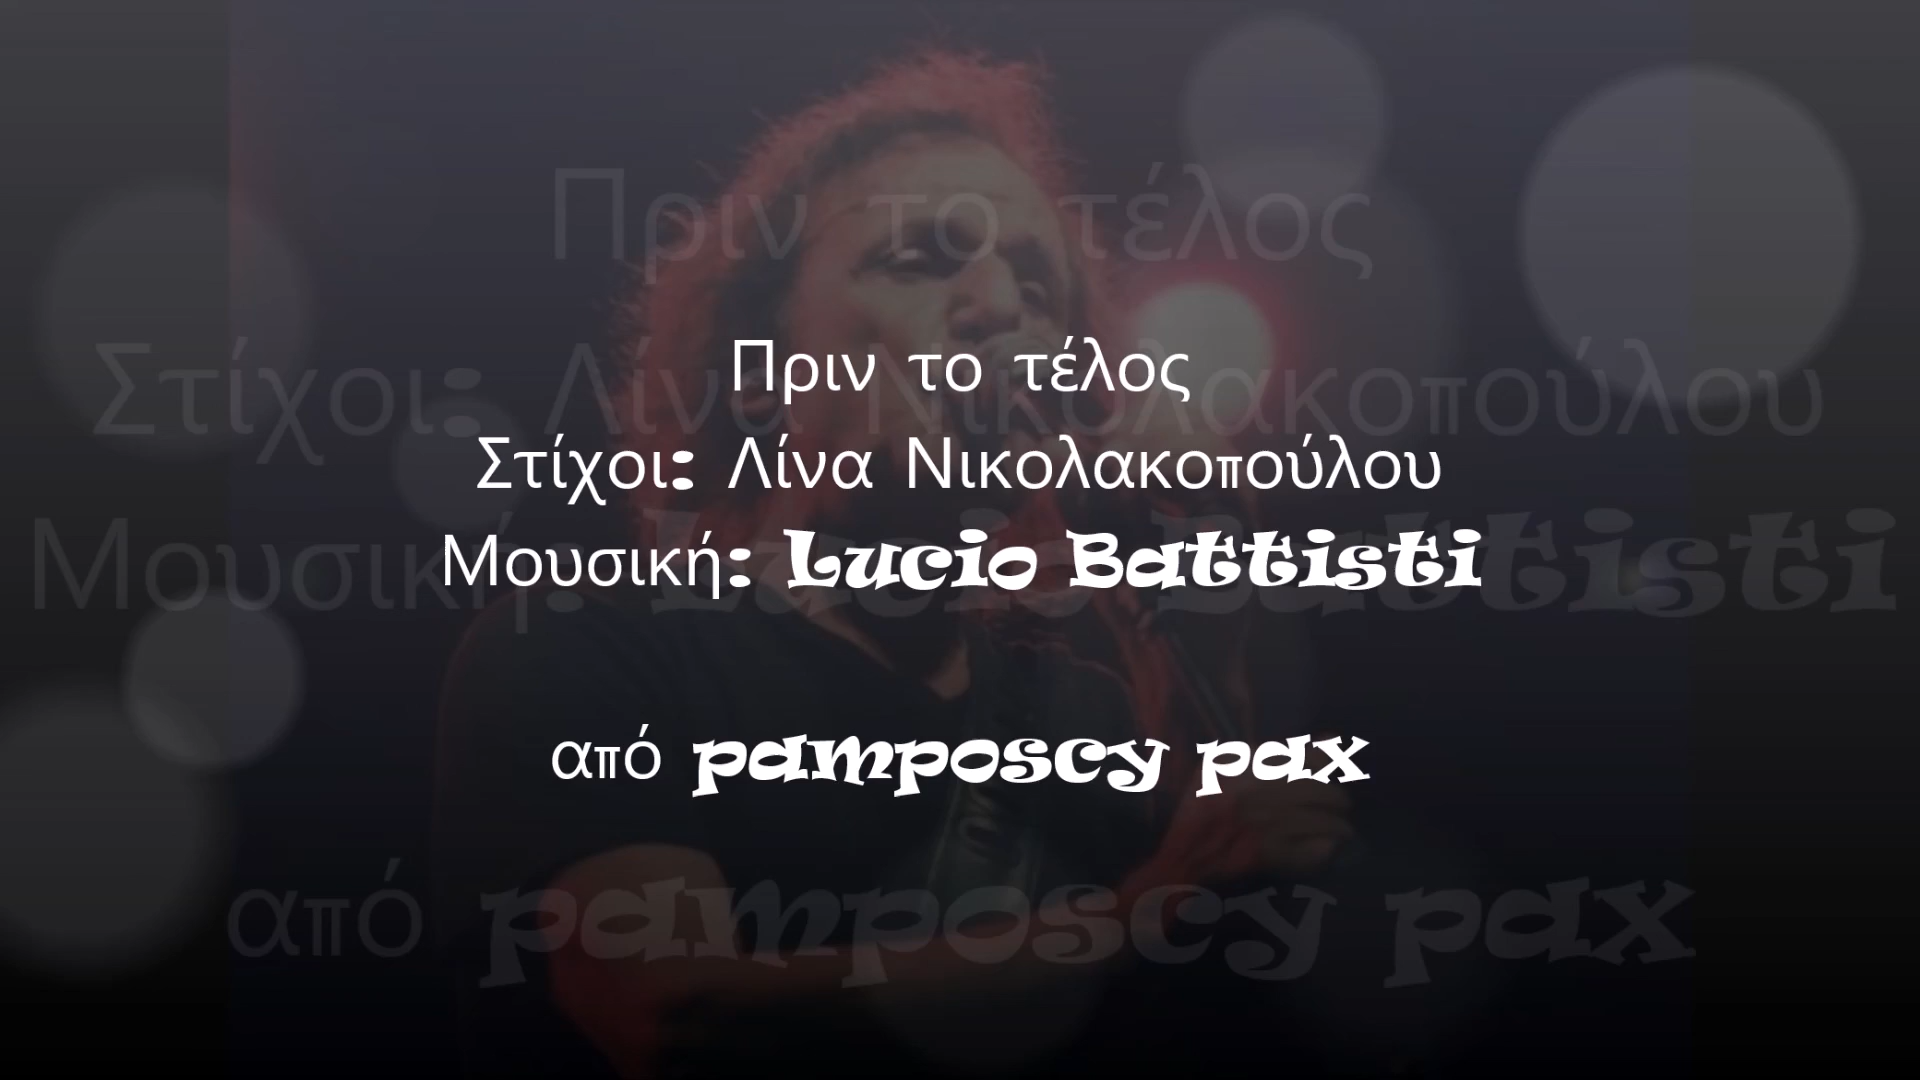 Πριν το τέλος
Στίχοι: Λίνα Νικολακοπούλου
Μουσική: Lucio Battisti
από pamposcy pax